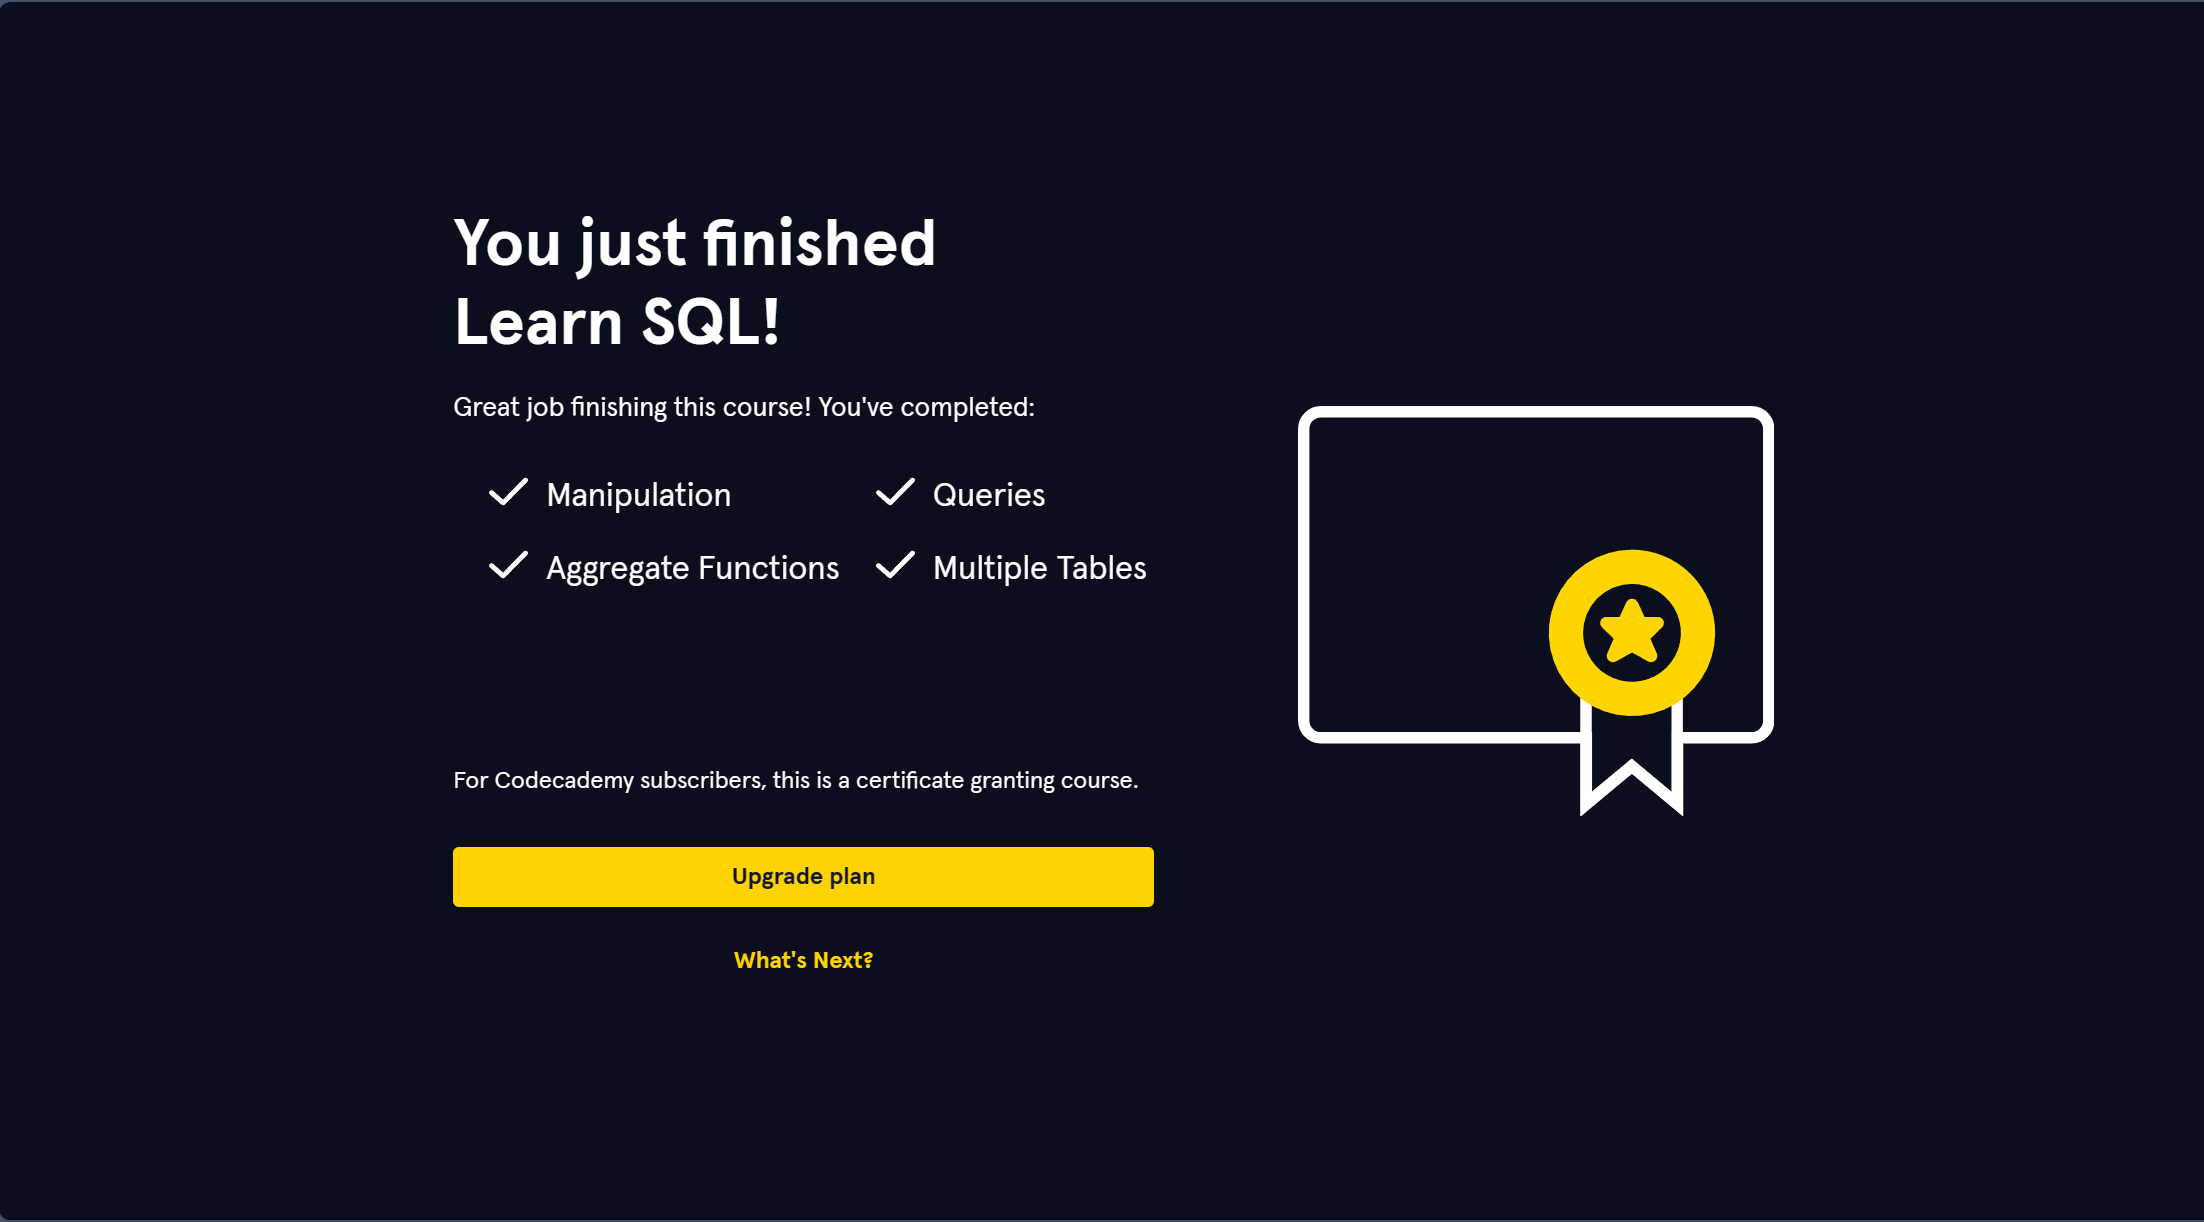 You just finished
Learn SQL!
Great job finishing this course! You've completed:
Manipulation
Queries
Aggregate Functions
Multiple Tables
For Codecademy subscribers, this is a certificate granting course.
Upgrade plan
What's Next?